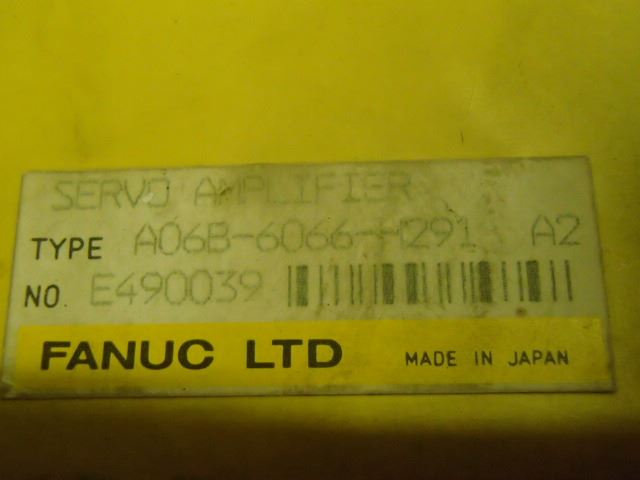 SERVO AMPLIFIER
TYPE A06B-6066-H291 A2
NO. E490039
FANUC LTD MADE IN JAPAN